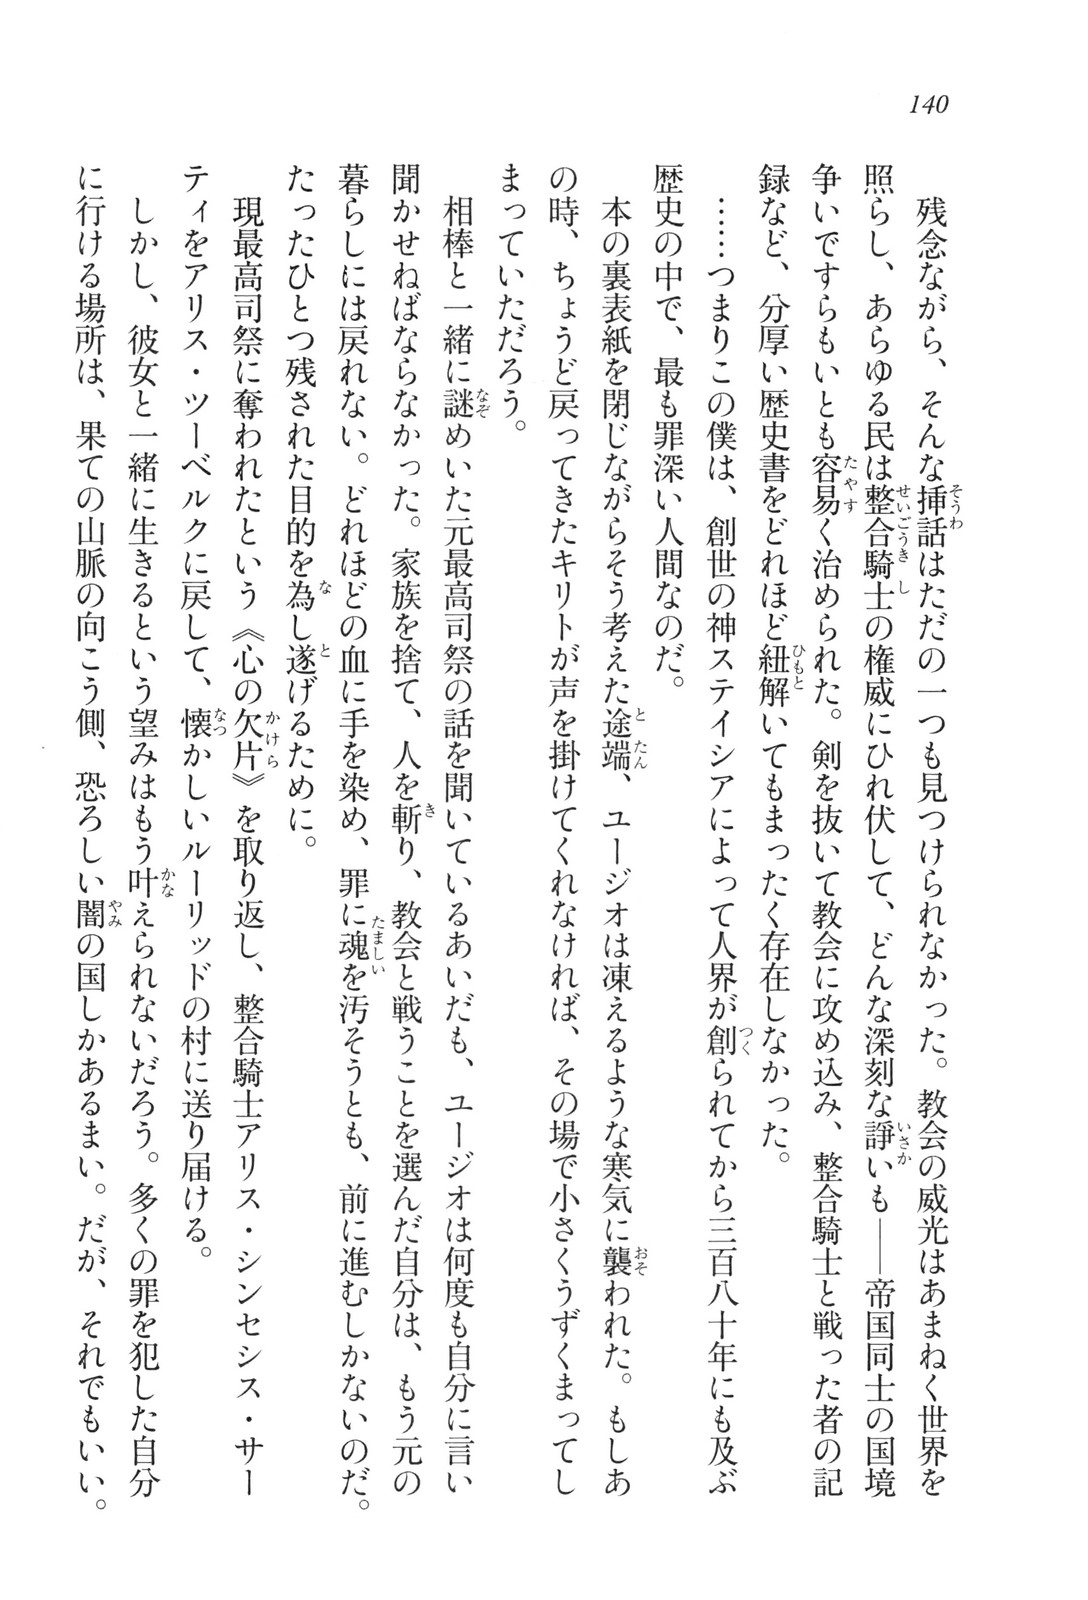 140
残念ながら、そんな挿話はただの一つも見つけられなかった。教会の威光はあまねく世界を
照らし、あらゆる民は整合騎士の権威にひれ伏して、どんな深刻な諍いも――帝国同士の国境
争いですらもいとも容易く治められた。剣を抜いて教会に攻め込み、整合騎士と戦った者の記
録など、分厚い歴史書をどれほど紐解いてもまったく存在しなかった。
……つまりこの僕は、創世の神ステイシアによって人界が創られてから三百八十年にも及ぶ
歴史の中で、最も罪深い人間なのだ。
本の裏表紙を閉じながらそう考えた途端、ユージオは凍えるような寒気に襲われた。もしあ
の時、ちょうど戻ってきたキリトが声を掛けてくれなければ、その場で小さくうずくまってし
まっていただろう。
相棒と一緒に謎めいた元最高司祭の話を聞いているあいだも、ユージオは何度も自分に言い
聞かせねばならなかった。家族を捨て、人を斬り、教会と戦うことを選んだ自分は、もう元の
暮らしには戻れない。どれほどの血に手を染め、罪に魂を汚そうとも、前に進むしかないのだ。
たったひとつ残された目的を為し遂げるために。
現最高司祭に奪われたという《心の欠片》を取り返し、整合騎士アリス・シンセシス・サー
ティをアリス・ツーベルクに戻して、懐かしいルーリッドの村に送り届ける。
しかし、彼女と一緒に生きるという望みはもう叶えられないだろう。多くの罪を犯した自分
に行ける場所は、果ての山脈の向こう側、恐ろしい闇の国しかあるまい。だが、それでもいい。